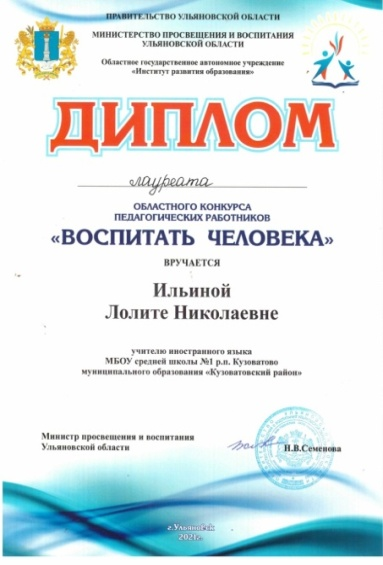 ПРАВИТЕЛЬСТВО УЛЬЯНОВСКОЙ ОБЛАСТИ
МИНИСТЕРСТВО ПРОСВЕЩЕНИЯ И ВОСПИТАНИЯ
УЛЬЯНОВСКОЙ ОБЛАСТИ
Областное государственное автономное учреждение
«Институт развития образования»
ДИПЛОМ
лауреата
ОБЛАСТНОГО КОНКУРСА
ПЕДАГОГИЧЕСКИХ РАБОТНИКОВ
«ВОСПИТАТЬ ЧЕЛОВЕКА»
ВРУЧАЕТСЯ
Ильиной
Лолите Николаевне
учителю иностранного языка
МБОУ средней школы №1 р.п. Кузоватово
муниципального образования «Кузоватовский район»
Министр просвещения и воспитания
Ульяновской области
Н.В.Семенова
г.Ульяновск
2021г.